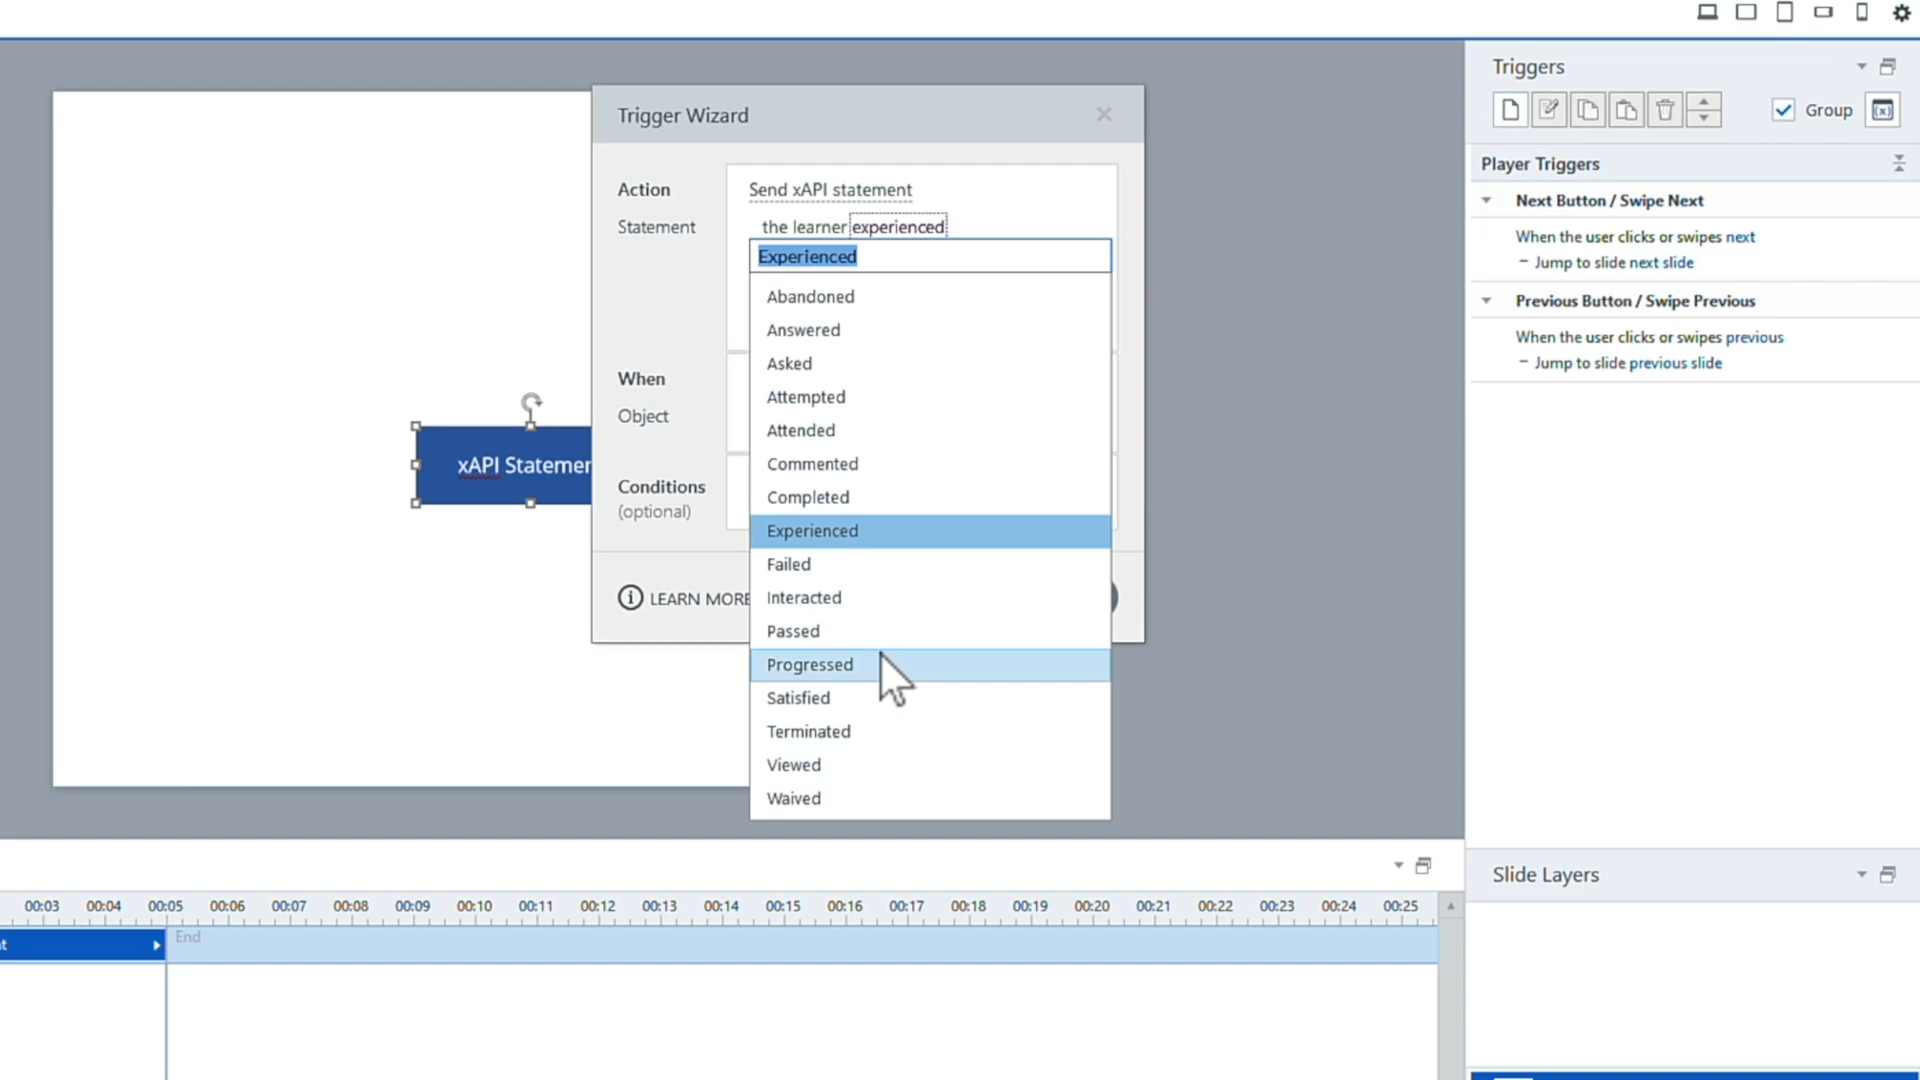 Trigger Wizard
Action
Send xAPI statement
Statement
the learner experienced
Experienced
Abandoned
Answered
Asked
Attempted
Attended
Commented
Completed
Experienced
Failed
Interacted
Passed
Progressed
Satisfied
Terminated
Viewed
Waived
When
Object
Conditions
(optional)
LEARN MORE
xAPI Statemen
Triggers
Group
Player Triggers
Next Button / Swipe Next
When the user clicks or swipes next
– Jump to slide next slide
Previous Button / Swipe Previous
When the user clicks or swipes previous
– Jump to slide previous slide
Slide Layers
00:03 00:04 00:05 00:06 00:07 00:08 00:09 00:10 00:11 00:12 00:13 00:14 00:15 00:16 00:17 00:18 00:19 00:20 00:21 00:22 00:23 00:24 00:25
End